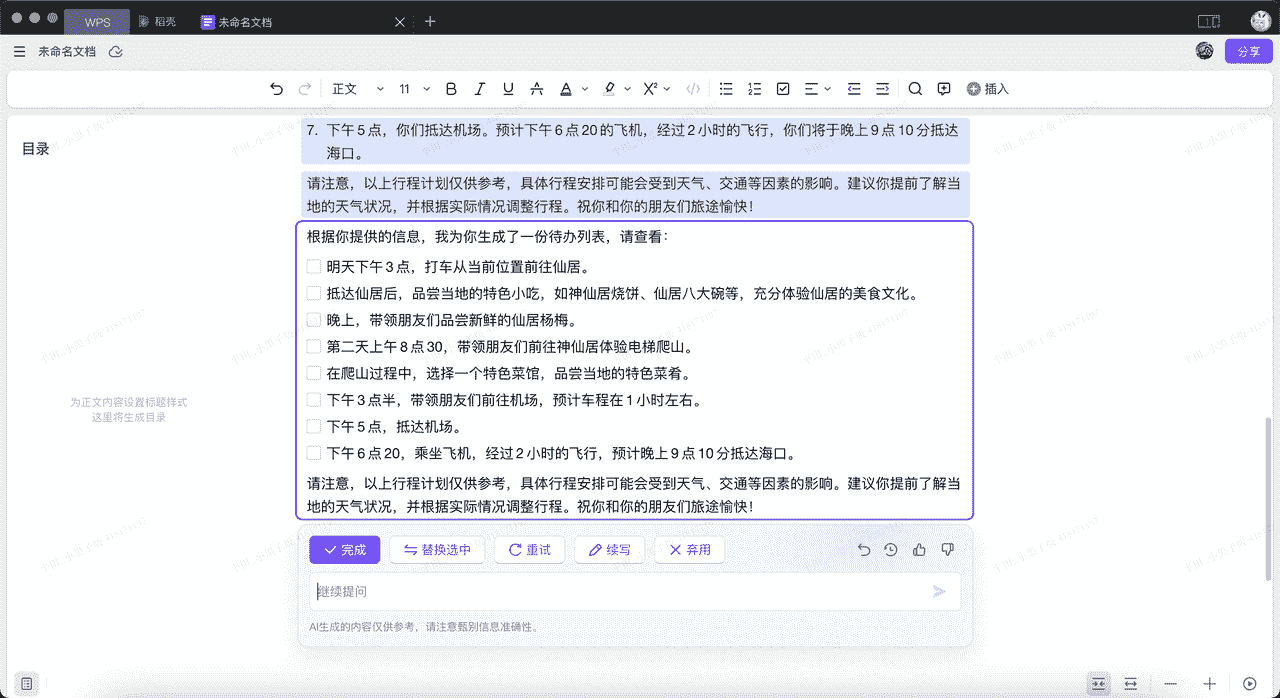 WPS
稻壳
未命名文档
未命名文档
分享
正文
11
插入
目录
为正文内容设置标题样式
这里将生成目录
7. 下午5点，你们抵达机场。预计下午6点20的飞机，经过2小时的飞行，你们将于晚上9点10分抵达
海口。
请注意，以上行程计划仅供参考，具体行程安排可能会受到天气、交通等因素的影响。建议你提前了解当
地的天气状况，并根据实际情况调整行程。祝你和你的朋友们旅途愉快！
根据你提供的信息，我为你生成了一份待办列表，请查看：
明天下午3点，打车从当前位置前往仙居。
抵达仙居后，品尝当地的特色小吃，如神仙居烧饼、仙居八大碗等，充分体验仙居的美食文化。
晚上，带领朋友们品尝新鲜的仙居杨梅。
第二天上午8点30，带领朋友们前往神仙居体验电梯爬山。
在爬山过程中，选择一个特色菜馆，品尝当地的特色菜肴。
下午3点半，带领朋友们前往机场，预计车程在1小时左右。
下午5点，抵达机场。
下午6点20，乘坐飞机，经过2小时的飞行，预计晚上9点10分抵达海口。
请注意，以上行程计划仅供参考，具体行程安排可能会受到天气、交通等因素的影响。建议你提前了解当
地的天气状况，并根据实际情况调整行程。祝你和你的朋友们旅途愉快！
完成
替换选中
重试
续写
弃用
继续提问
AI生成的内容仅供参考，请注意甄别信息准确性。